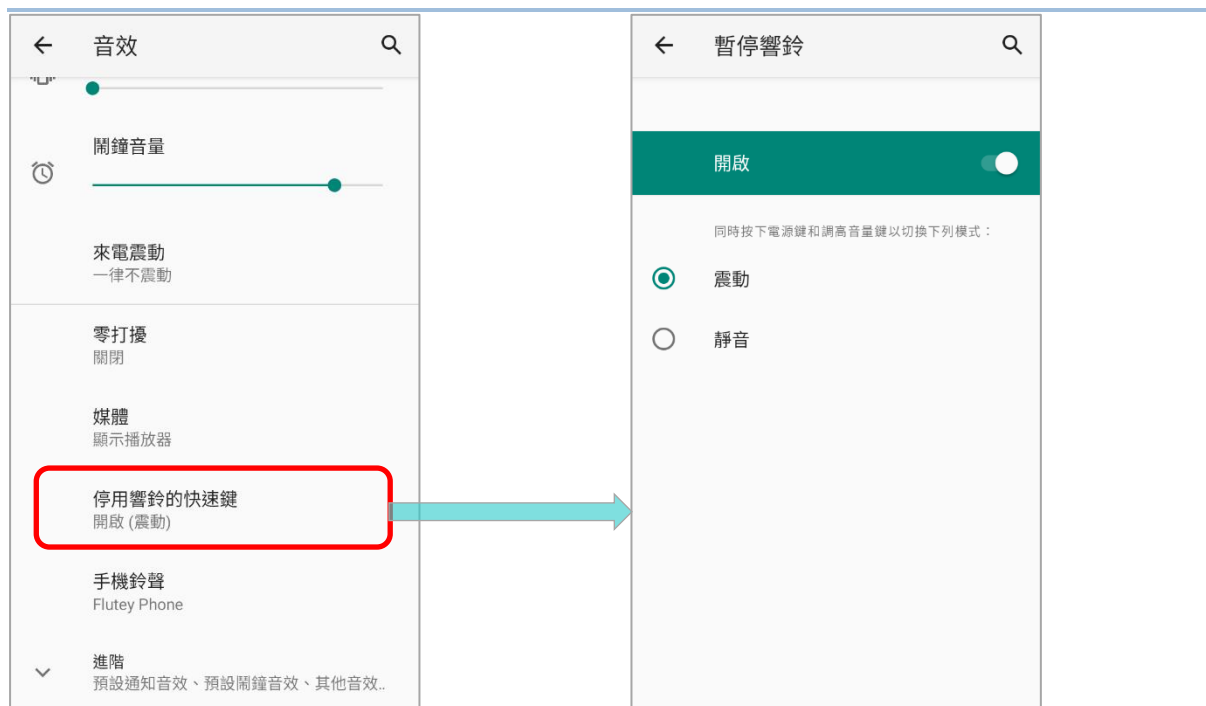 音效
鬧鐘音量
來電震動
一律不震動
零打擾
關閉
媒體
顯示播放器
停用響鈴的快速鍵
開啟 (震動)
手機鈴聲
Flutey Phone
進階
預設通知音效、預設鬧鐘音效、其他音效..
暫停響鈴
開啟
同時按下電源鍵和調高音量鍵以切換下列模式：
震動
靜音